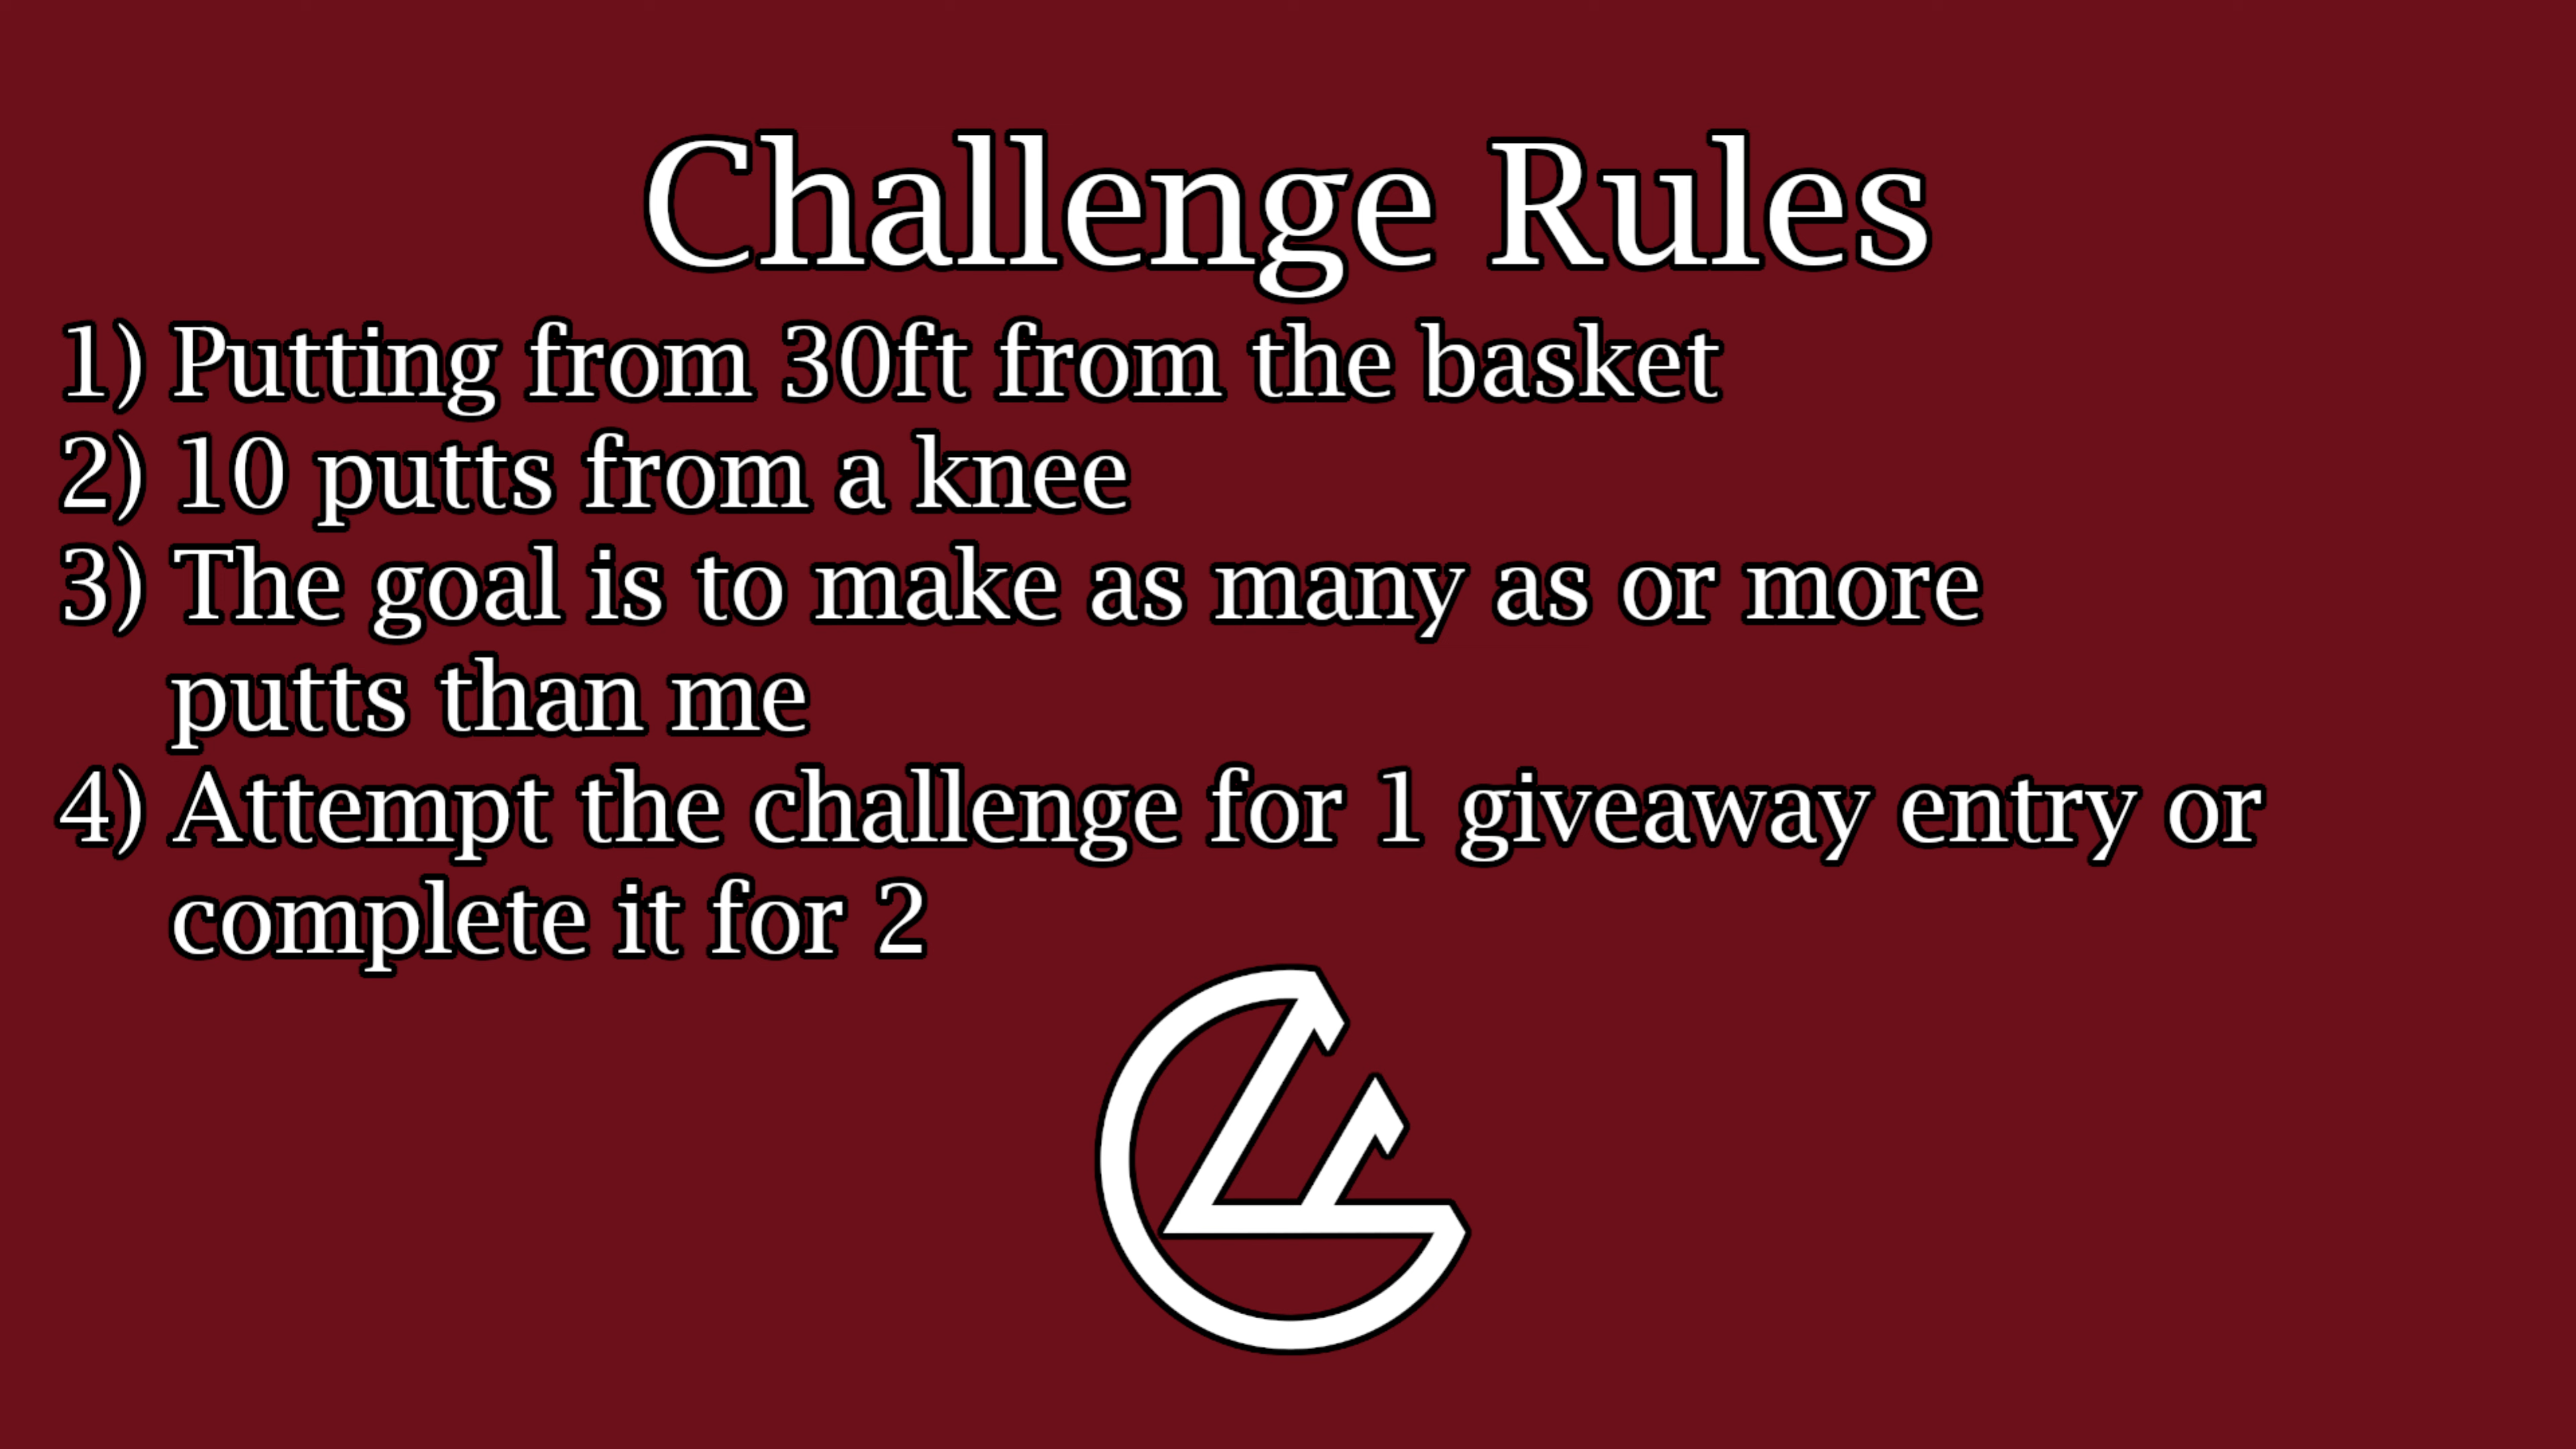 Challenge Rules
1) Putting from 30ft from the basket
2) 10 putts from a knee
3) The goal is to make as many as or more
putts than me
4) Attempt the challenge for 1 giveaway entry or
complete it for 2